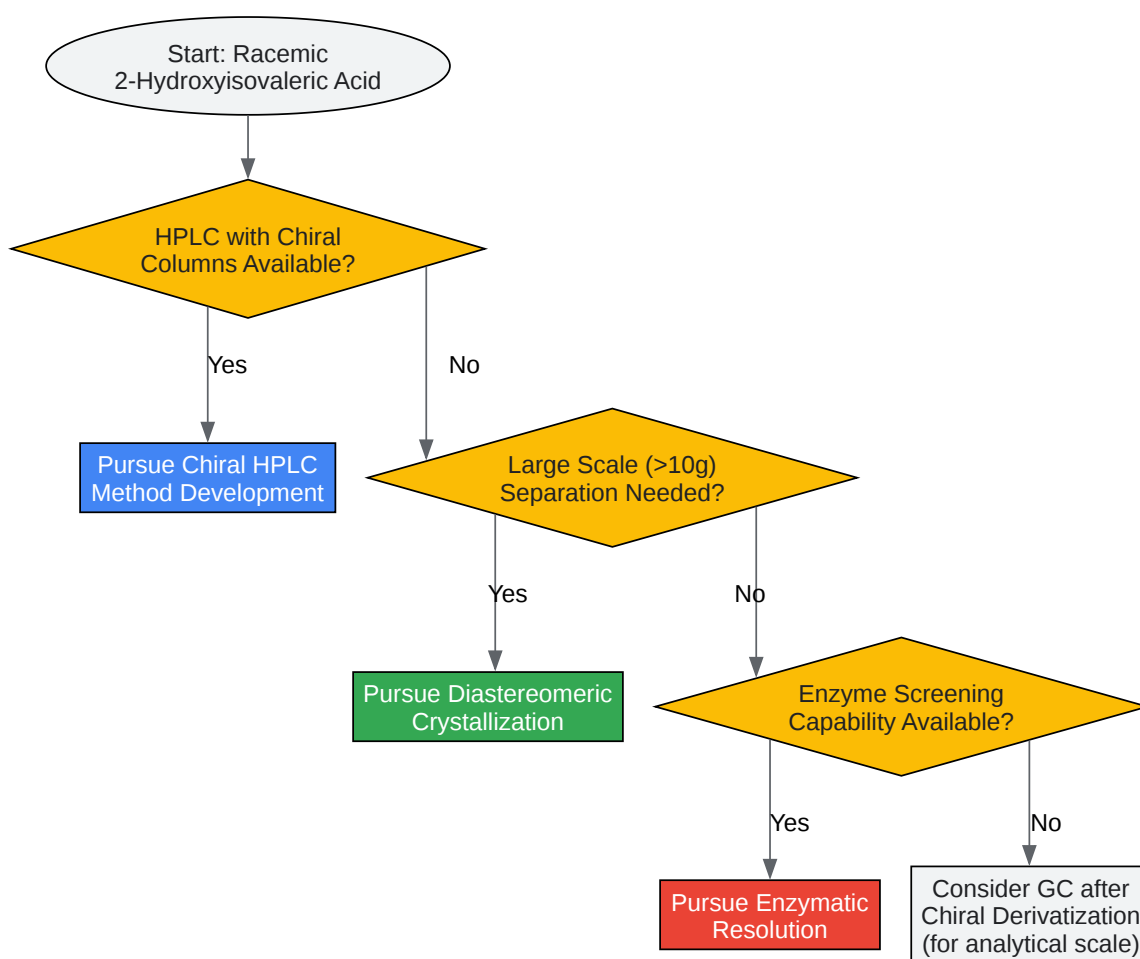 Start: Racemic
2-Hydroxyisovaleric Acid
HPLC with Chiral
Columns Available?
Yes
No
Pursue Chiral HPLC
Method Development
Large Scale (>10g)
Separation Needed?
Yes
No
Pursue Diastereomeric
Crystallization
Enzyme Screening
Capability Available?
Yes
No
Pursue Enzymatic
Resolution
Consider GC after
Chiral Derivatization
(for analytical scale)